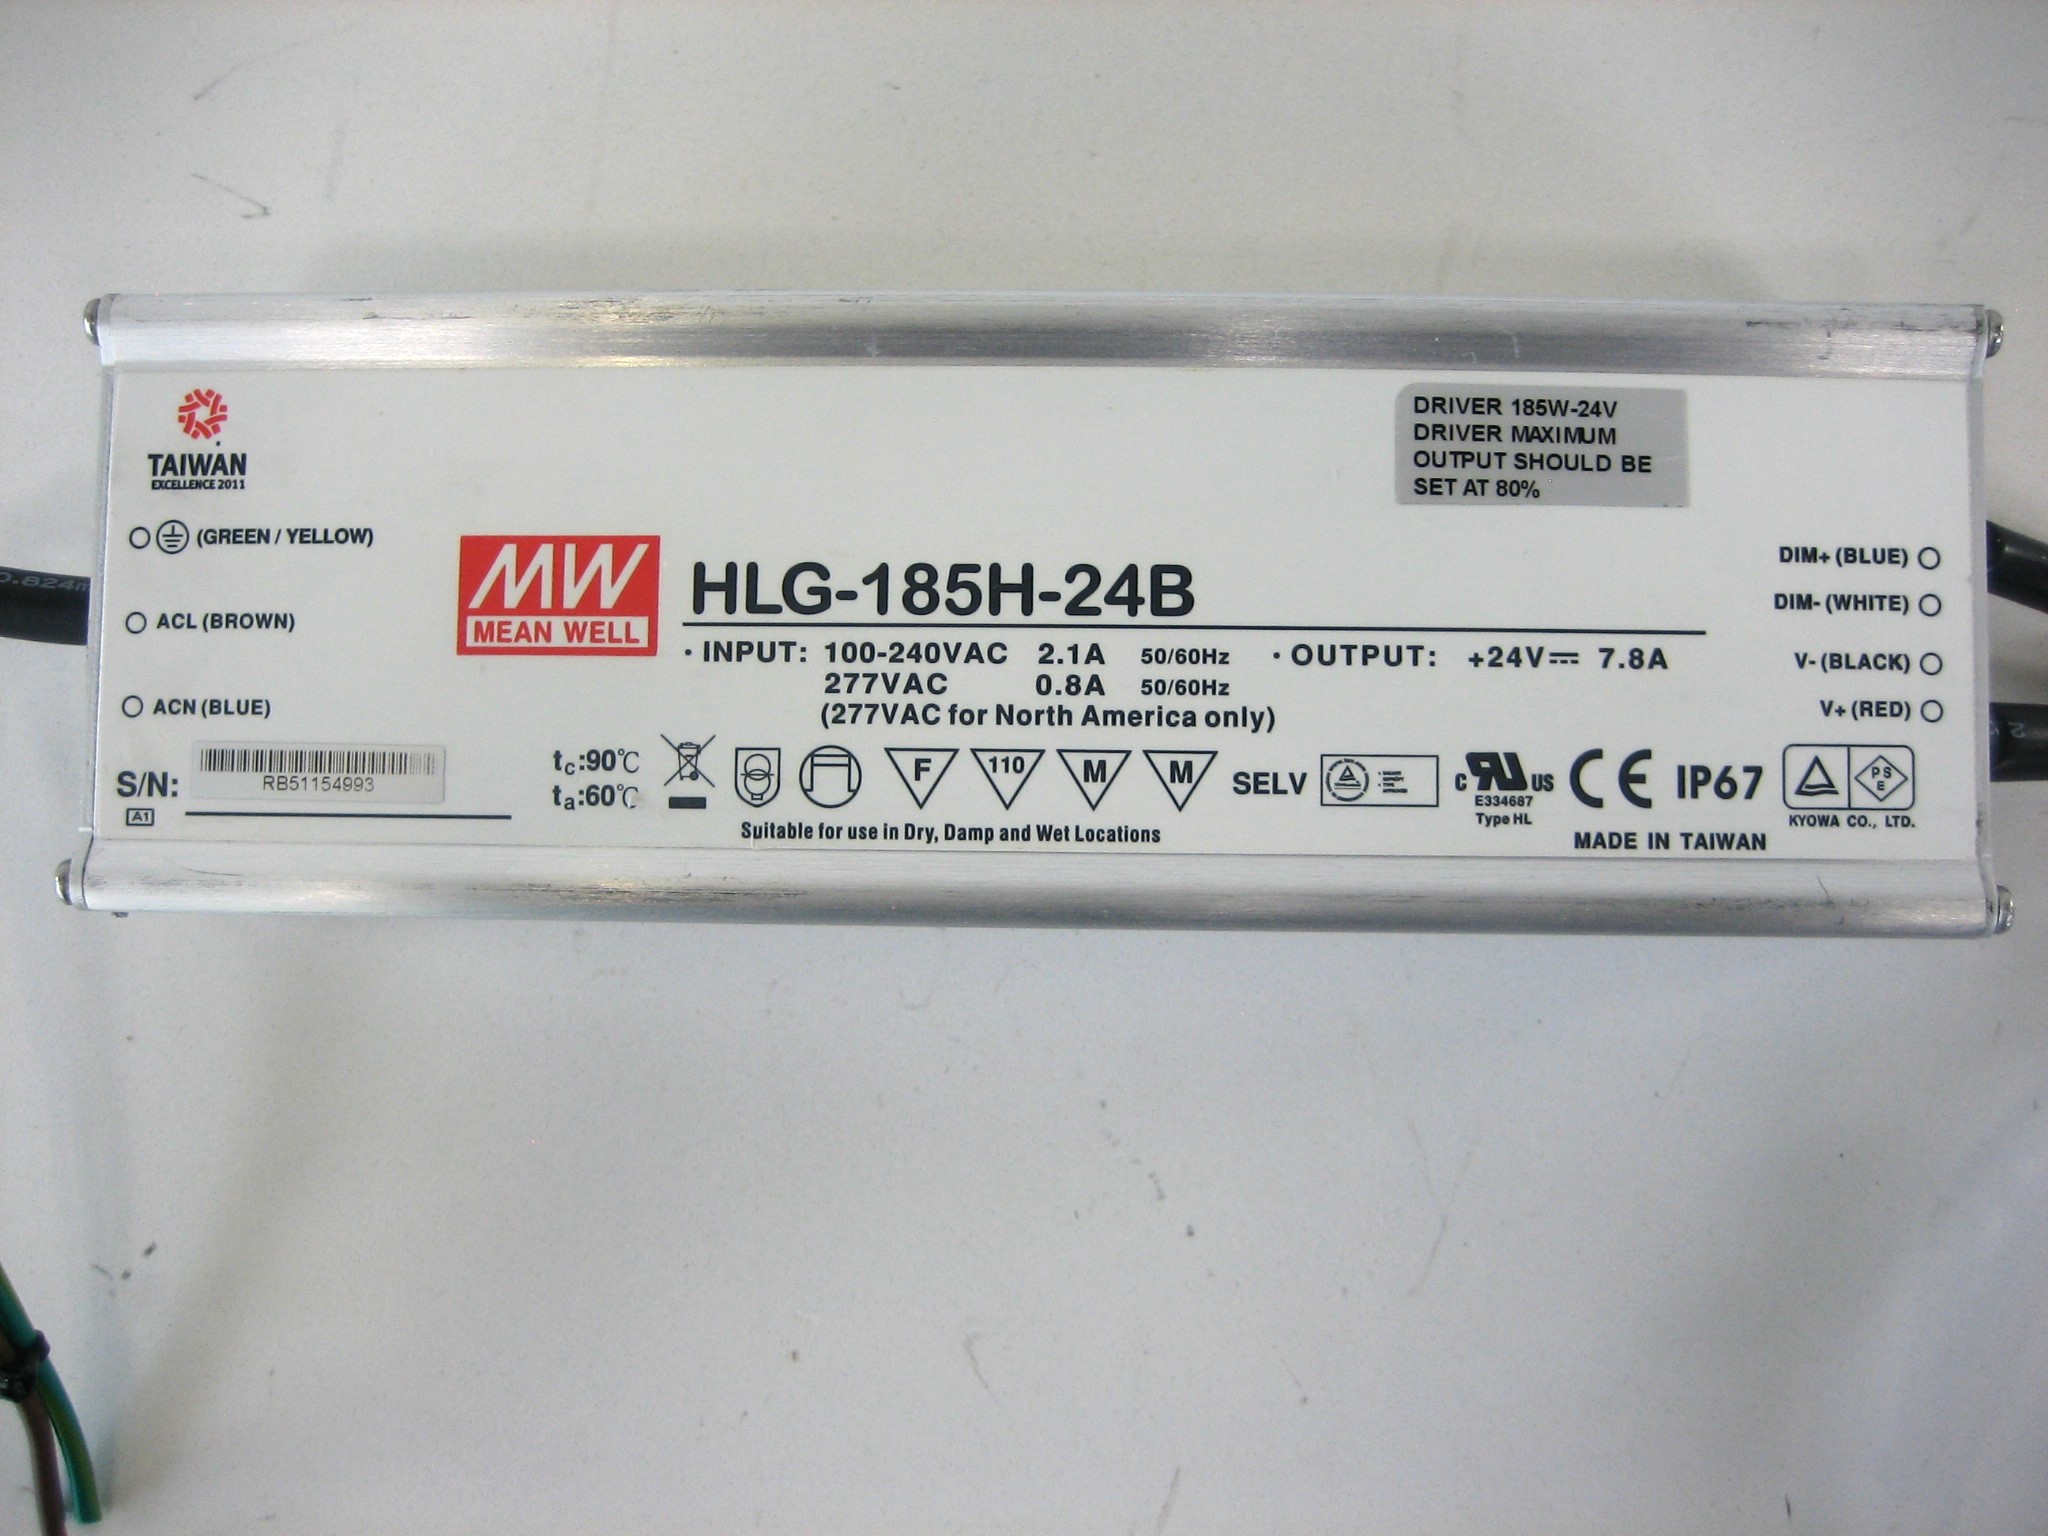 DRIVER 185W-24V
DRIVER MAXIMUM
OUTPUT SHOULD BE
SET AT 80%
TAIWAN
EXCELLENCE 2011
(GREEN / YELLOW)
ACL (BROWN)
ACN (BLUE)
MW
MEAN WELL
HLG-185H-24B
· INPUT: 100-240VAC 2.1A 50/60Hz · OUTPUT: +24V 7.8A
277VAC 0.8A 50/60Hz
(277VAC for North America only)
DIM+ (BLUE)
DIM- (WHITE)
V- (BLACK)
V+ (RED)
S/N:
RB51154993
A1
tc:90℃
ta:60℃
F 110 M M SELV
Suitable for use in Dry, Damp and Wet Locations
c RU US
E334687
Type HL
CE IP67
PS
E
KYOWA CO., LTD.
MADE IN TAIWAN